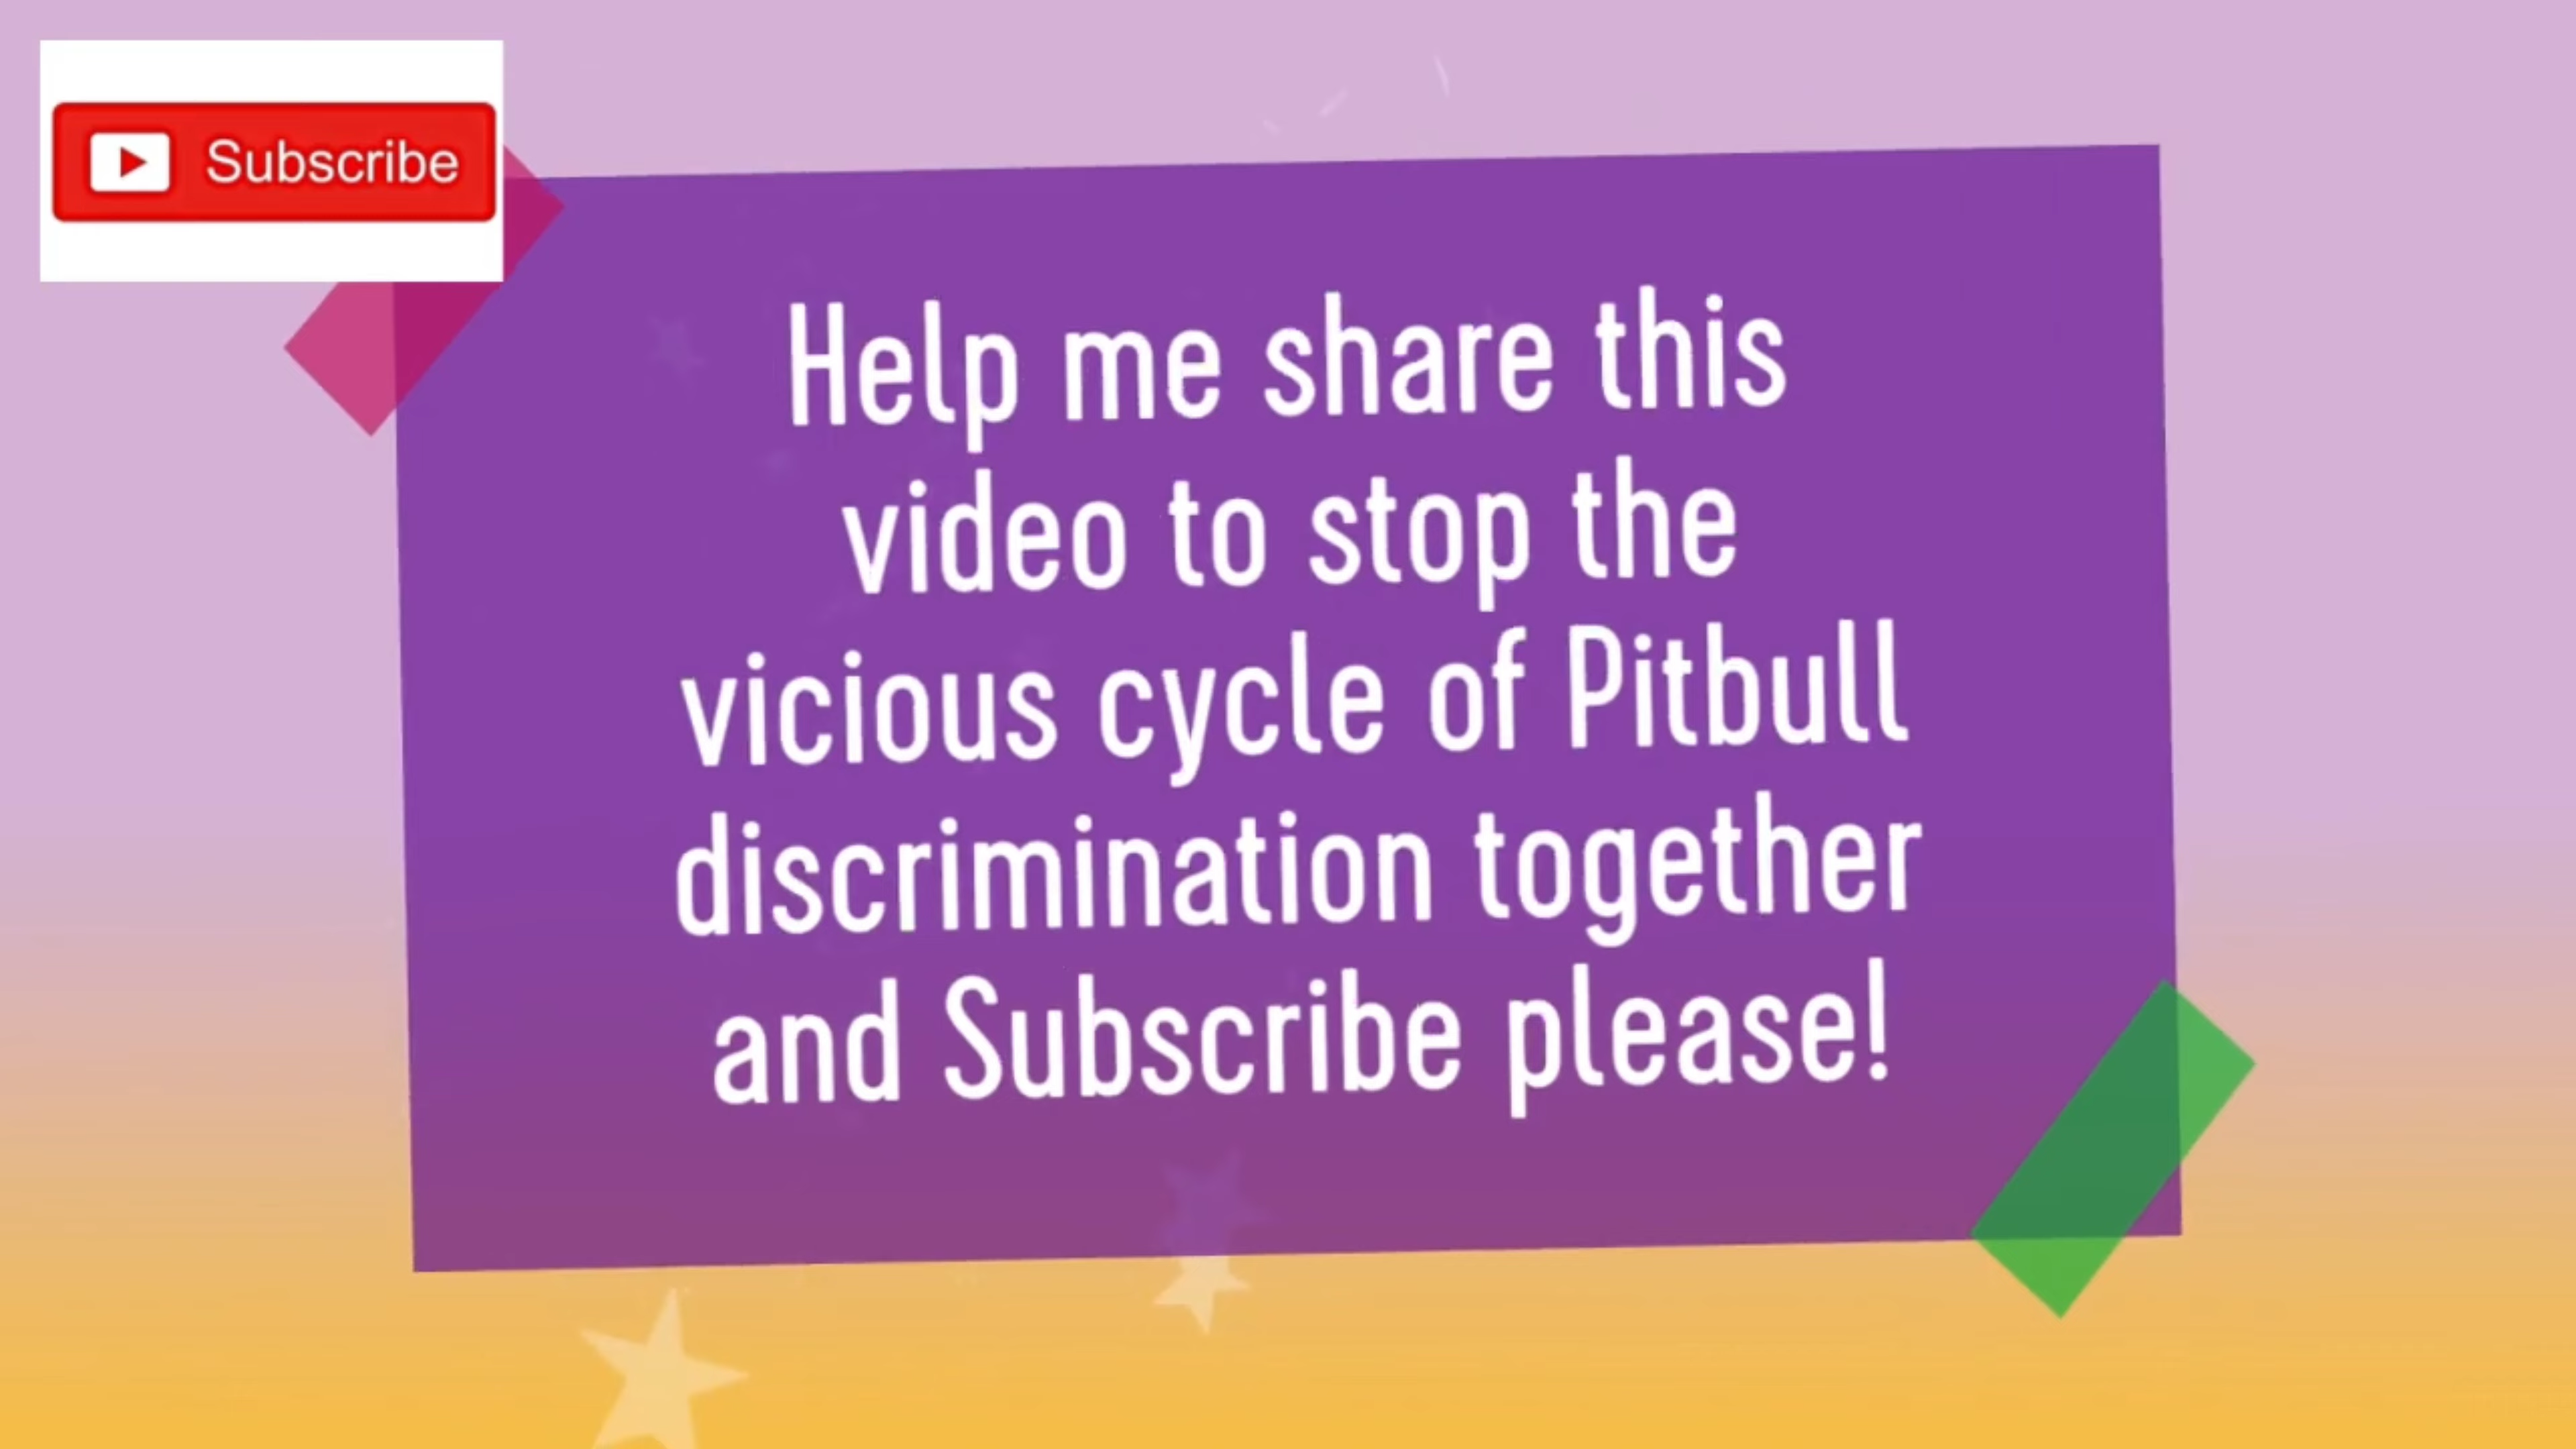 Subscribe
Help me share this
video to stop the
vicious cycle of Pitbull
discrimination together
and Subscribe please!